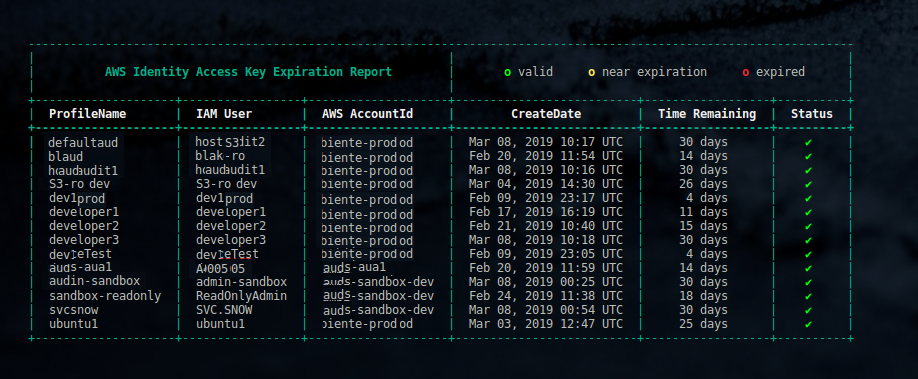 AWS Identity Access Key Expiration Report o valid o near expiration o expired
ProfileName IAM User AWS AccountId CreateDate Time Remaining Status
defaultaud host S3it2 biente-prodod Mar 08, 2019 10:17 UTC 30 days ✔
blaud blak-ro biente-prodod Feb 20, 2019 11:54 UTC 14 days ✔
haudaudit1 haudaudit1 biente-prodod Mar 08, 2019 10:16 UTC 30 days ✔
S3-ro dev S3-ro dev biente-prodod Mar 04, 2019 14:30 UTC 26 days ✔
dev1prod dev1prod biente-prodod Feb 09, 2019 23:17 UTC 4 days ✔
developer1 developer1 biente-prodod Feb 17, 2019 16:19 UTC 11 days ✔
developer2 developer2 biente-prodod Feb 21, 2019 10:40 UTC 15 days ✔
developer3 developer3 biente-prodod Mar 08, 2019 10:18 UTC 30 days ✔
biente-prodod Feb 09, 2019 23:05 UTC 4 days ✔
auds-aua1 auds-aua1 Feb 20, 2019 11:59 UTC 14 days ✔
audin-sandbox admin-sandbox auds-sandbox-dev Mar 08, 2019 00:25 UTC 30 days ✔
sandbox-readonly ReadOnlyAdmin auds-sandbox-dev Feb 24, 2019 11:38 UTC 18 days ✔
svcsnow SVC.SNOW auds-sandbox-dev Mar 08, 2019 00:54 UTC 30 days ✔
ubuntu1 ubuntu1 biente-prodod Mar 03, 2019 12:47 UTC 25 days ✔